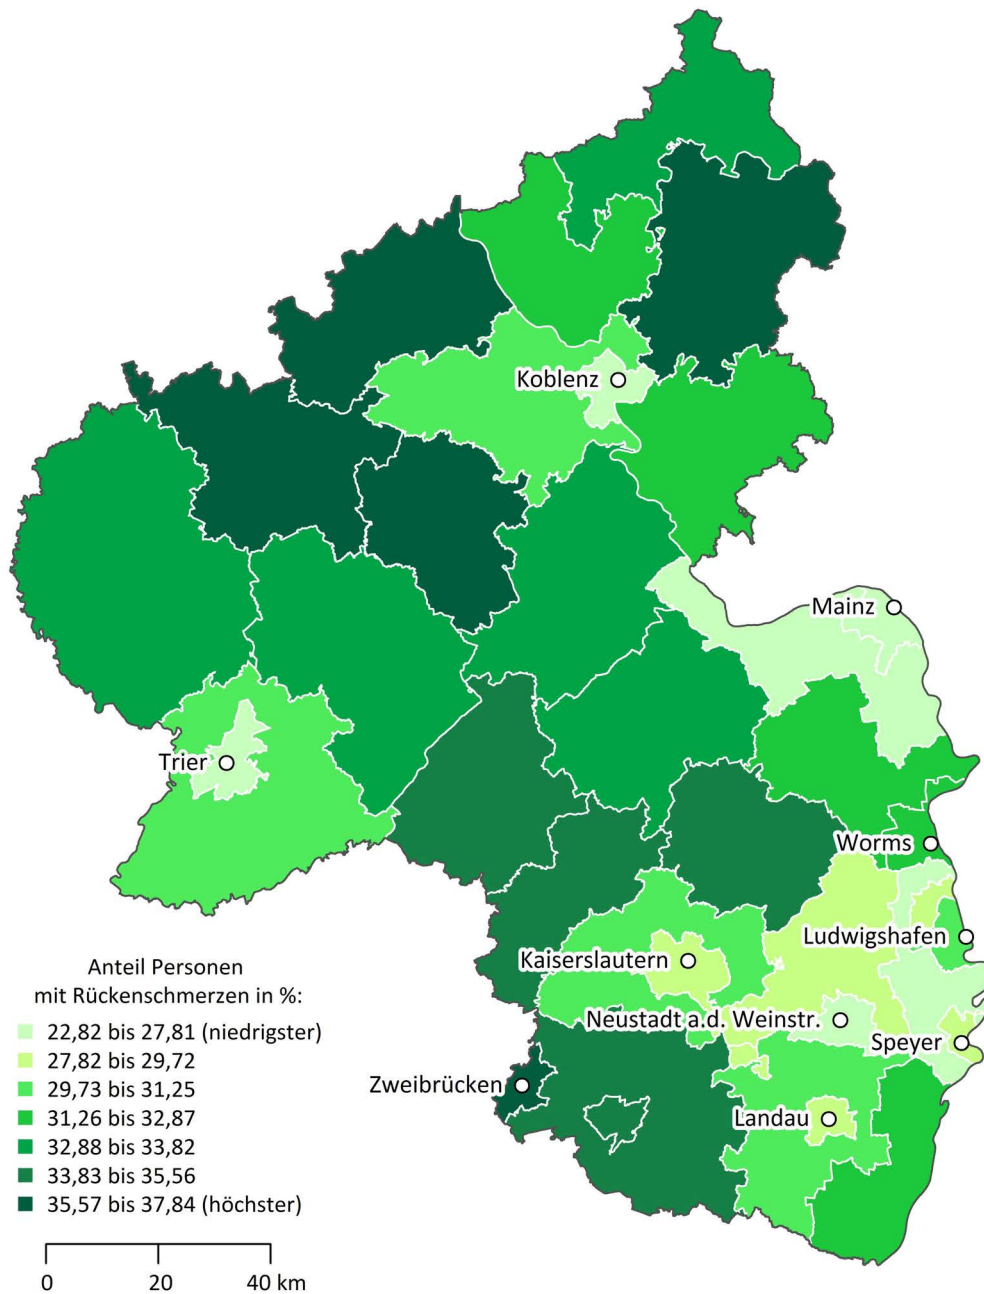 Koblenz
Mainz
Trier
Worms
Ludwigshafen
Kaiserslautern
Neustadt a.d. Weinstr.
Speyer
Zweibrücken
Landau
Anteil Personen
mit Rückenschmerzen in %:
22,82 bis 27,81 (niedrigster)
27,82 bis 29,72
29,73 bis 31,25
31,26 bis 32,87
32,88 bis 33,82
33,83 bis 35,56
35,57 bis 37,84 (höchster)
0 20 40 km